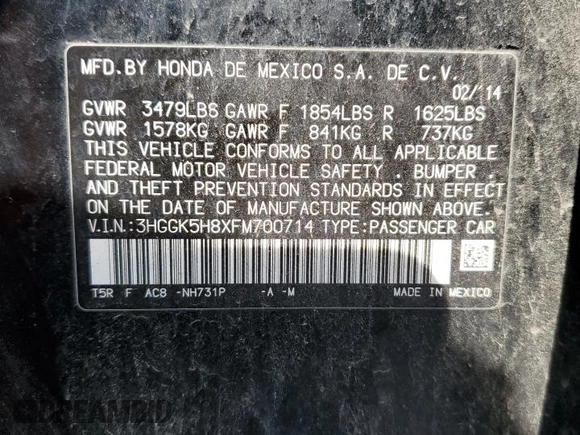 MFD.BY HONDA DE MEXICO S.A. DE C.V.
02/'14
GVWR 3479LBS GAWR F 1854LBS R 1625LBS
GVWR 1578KG GAWR F 841KG R 737KG
THIS VEHICLE CONFORMS TO ALL APPLICABLE
FEDERAL MOTOR VEHICLE SAFETY . BUMPER .
AND THEFT PREVENTION STANDARDS IN EFFECT
ON THE DATE OF MANUFACTURE SHOWN ABOVE.
V.I.N.:3HGGK5H8XFM700714 TYPE:PASSENGER CAR
T5R F AC8 -NH731P -A -M MADE IN MEXICO
DREAMBID